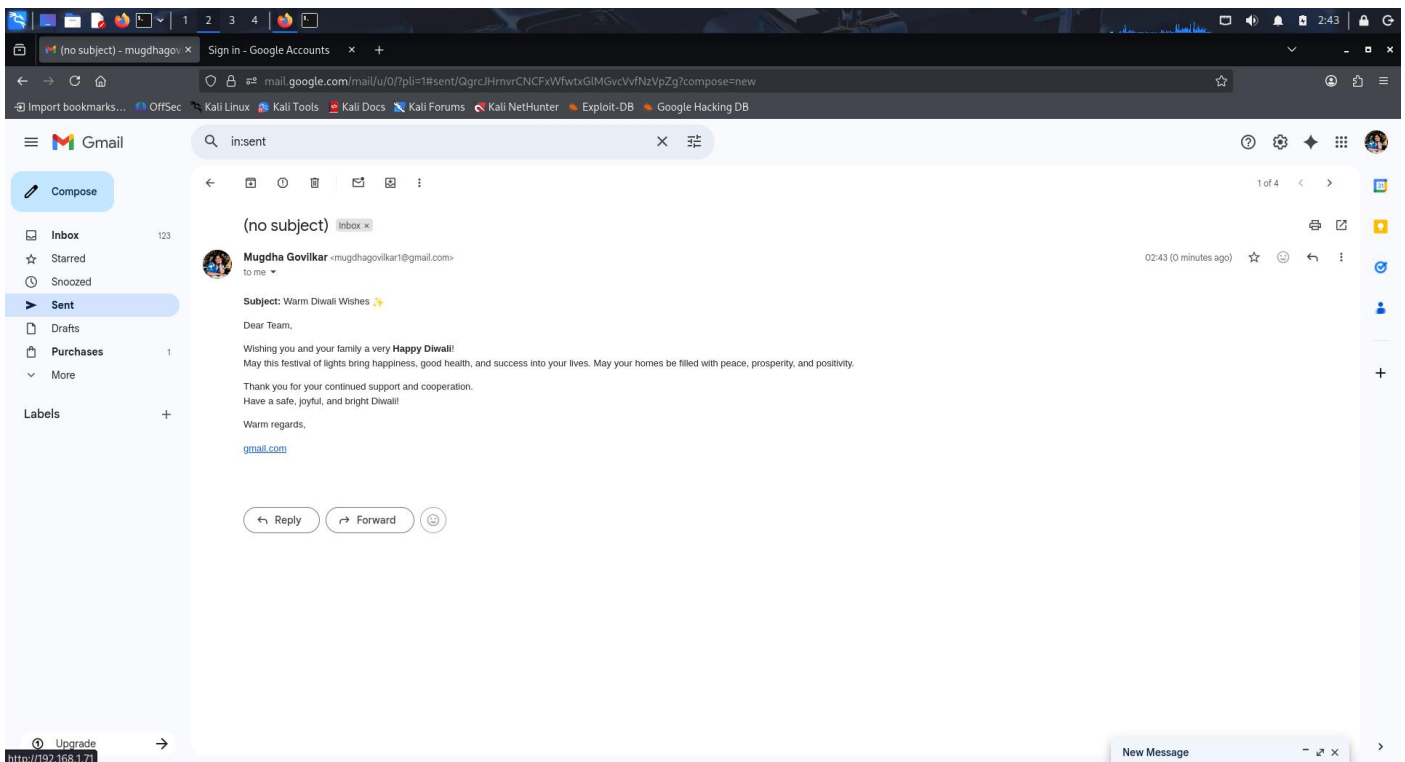 1 2 3 4 2:43
(no subject) - mugdhagov × Sign in - Google Accounts × +
mail.google.com/mail/u/0/?pli=1#sent/QgrcJHrnvrCNCFxWfwtxGlMGvcVvfNzVpZg?compose=new
Import bookmarks... OffSec Kali Linux Kali Tools Kali Docs Kali Forums Kali NetHunter Exploit-DB Google Hacking DB
Gmail
in:sent
Compose
1 of 4
Inbox 123
Starred
Snoozed
Sent
Drafts
Purchases 1
More
Labels +
Upgrade
http://192.168.1.71
(no subject) Inbox ×
Mugdha Govilkar <mugdhagovilkar1@gmail.com> 02:43 (0 minutes ago)
to me
Subject: Warm Diwali Wishes ✨
Dear Team,
Wishing you and your family a very Happy Diwali!
May this festival of lights bring happiness, good health, and success into your lives. May your homes be filled with peace, prosperity, and positivity.
Thank you for your continued support and cooperation.
Have a safe, joyful, and bright Diwali!
Warm regards,
gmail.com
Reply Forward
New Message